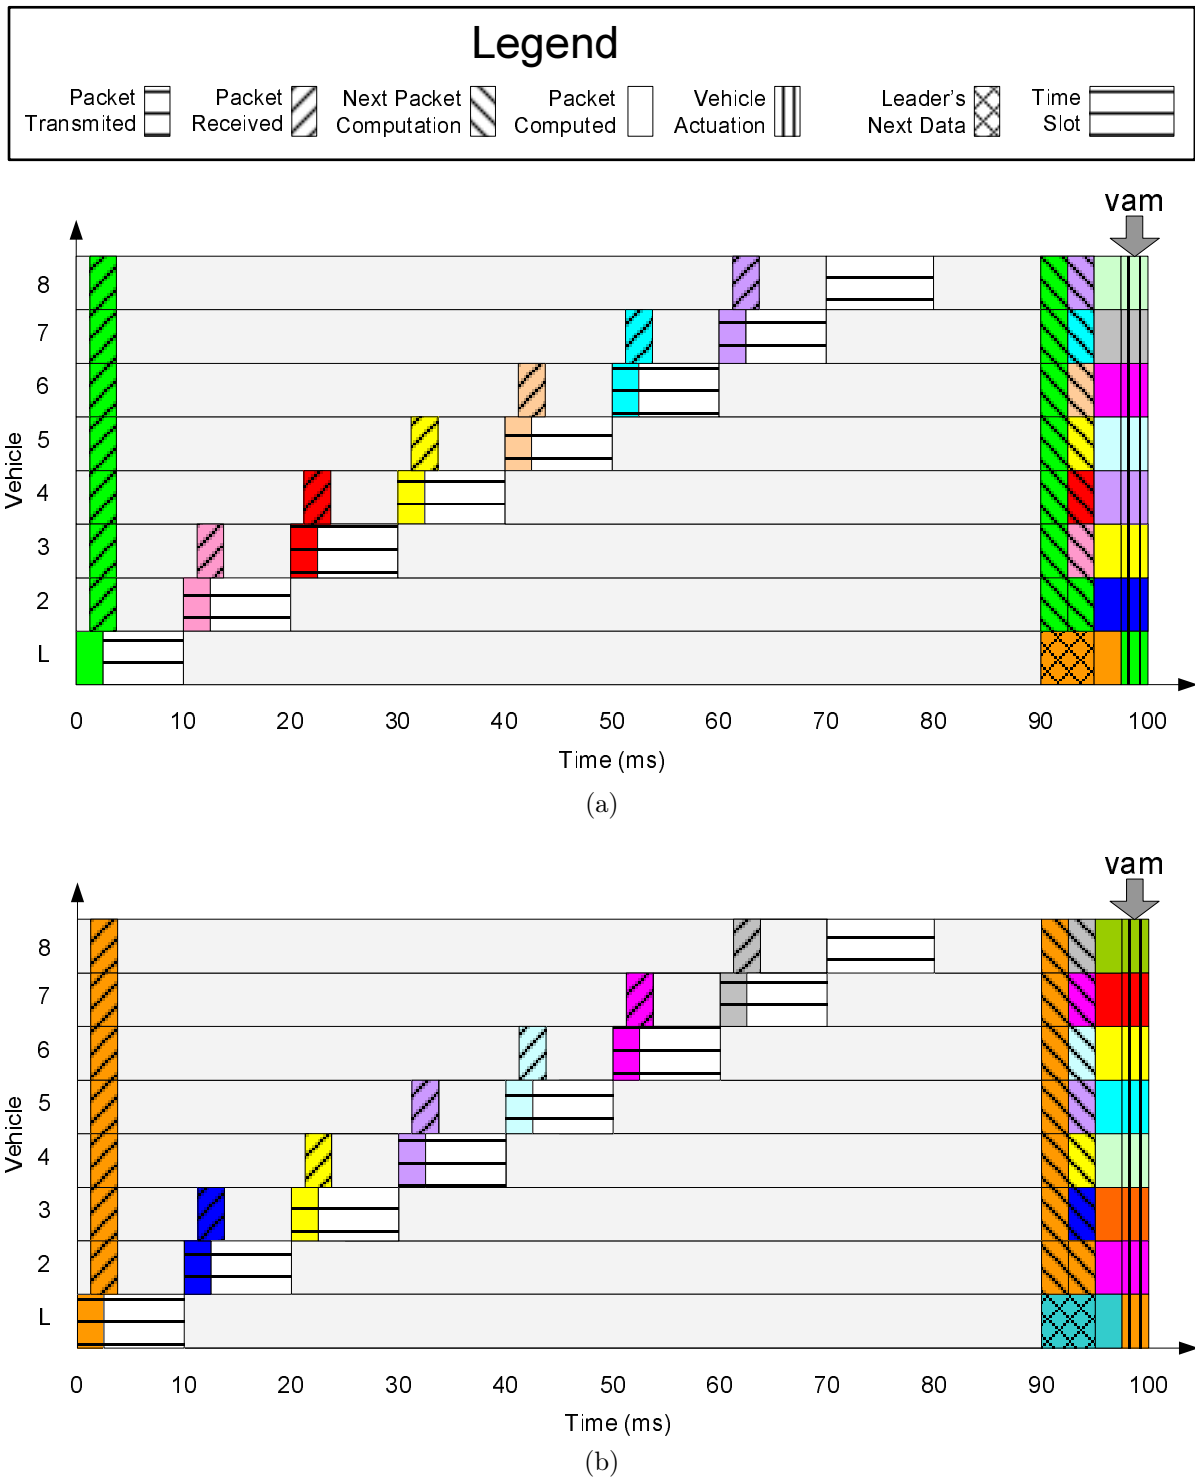 Legend
Packet Transmited
Packet Received
Next Packet Computation
Packet Computed
Vehicle Actuation
Leader's Next Data
Time Slot
vam
8
7
6
5
4
3
2
L
Vehicle
0 10 20 30 40 50 60 70 80 90 100
Time (ms)
(a)
vam
8
7
6
5
4
3
2
L
Vehicle
0 10 20 30 40 50 60 70 80 90 100
Time (ms)
(b)